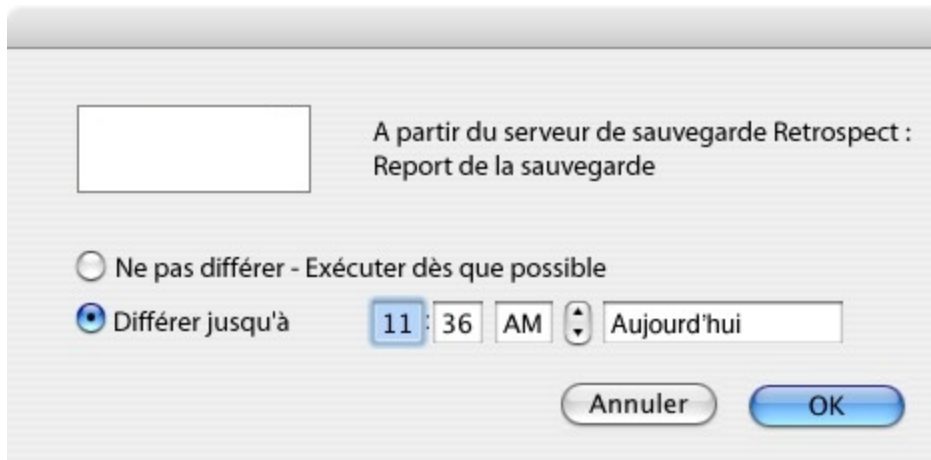 A partir du serveur de sauvegarde Retrospect :
Report de la sauvegarde
Ne pas différer - Exécuter dès que possible
Différer jusqu'à 11 : 36 AM Aujourd'hui
Annuler OK